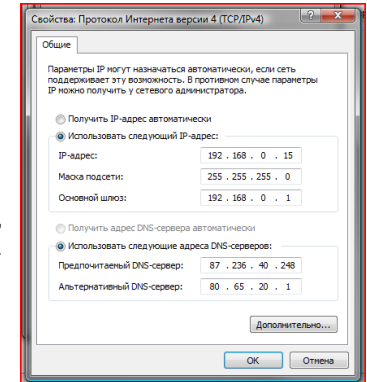 Свойства: Протокол Интернета версии 4 (TCP/IPv4)
Общие
Параметры IP могут назначаться автоматически, если сеть
поддерживает эту возможность. В противном случае параметры
IP можно получить у сетевого администратора.
Получить IP-адрес автоматически
Использовать следующий IP-адрес:
IP-адрес: 192 . 168 . 0 . 15
Маска подсети: 255 . 255 . 255 . 0
Основной шлюз: 192 . 168 . 0 . 1
Получить адрес DNS-сервера автоматически
Использовать следующие адреса DNS-серверов:
Предпочитаемый DNS-сервер: 87 . 236 . 40 . 248
Альтернативный DNS-сервер: 80 . 65 . 20 . 1
Дополнительно...
ОК Отмена